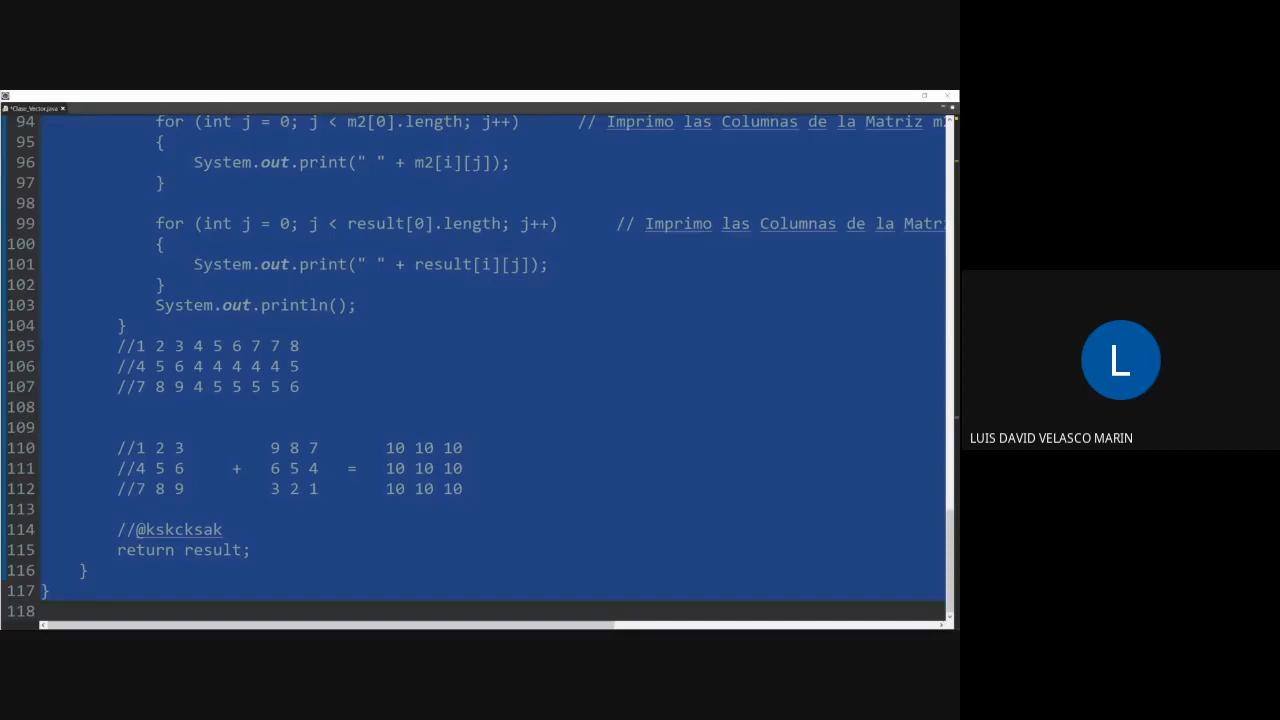 *Clase_Vector.java
94 for (int j = 0; j < m2[0].length; j++) // Imprimo las Columnas de la Matriz m2
95 {
96 System.out.print(" " + m2[i][j]);
97 }
98
99 for (int j = 0; j < result[0].length; j++) // Imprimo las Columnas de la Matri
100 {
101 System.out.print(" " + result[i][j]);
102 }
103 System.out.println();
104 }
105 //1 2 3 4 5 6 7 7 8
106 //4 5 6 4 4 4 4 4 5
107 //7 8 9 4 5 5 5 5 6
108
109
110 //1 2 3 9 8 7 10 10 10
111 //4 5 6 + 6 5 4 = 10 10 10
112 //7 8 9 3 2 1 10 10 10
113
114 //@kskcksak
115 return result;
116 }
117 }
118
L
LUIS DAVID VELASCO MARIN